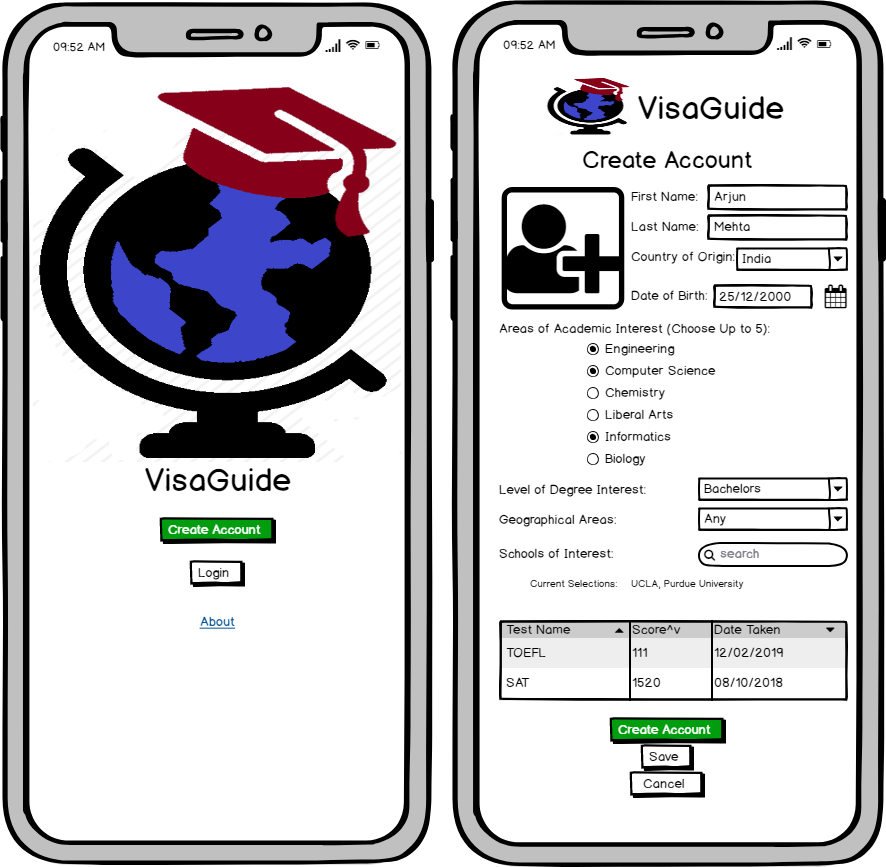 09:52 AM
VisaGuide
Create Account
Login
About
09:52 AM
VisaGuide
Create Account
First Name: Arjun
Last Name: Mehta
Country of Origin: India
Date of Birth: 25/12/2000
Areas of Academic Interest (Choose Up to 5):
Engineering
Computer Science
Chemistry
Liberal Arts
Informatics
Biology
Level of Degree Interest: Bachelors
Geographical Areas: Any
Schools of Interest: search
Current Selections: UCLA, Purdue University
Test Name Score^v Date Taken
TOEFL 111 12/02/2019
SAT 1520 08/10/2018
Create Account
Save
Cancel